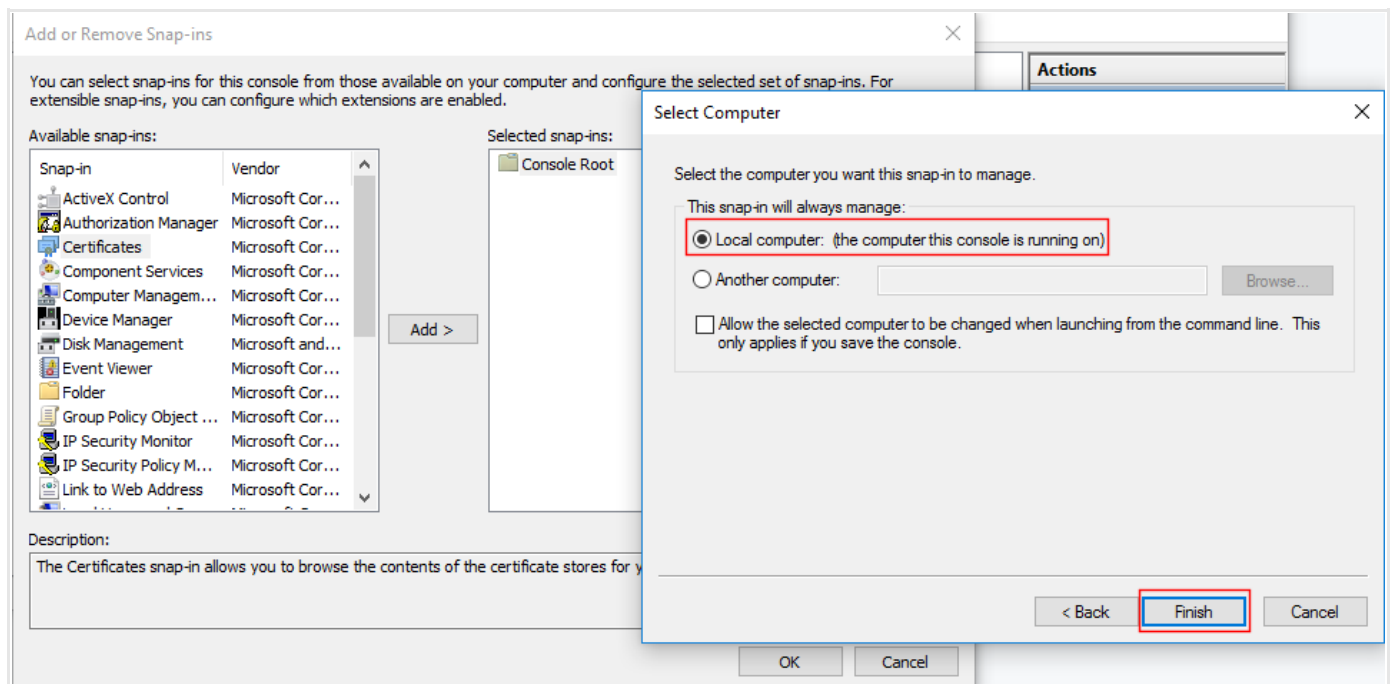 Add or Remove Snap-ins
You can select snap-ins for this console from those available on your computer and configure the selected set of snap-ins. For
extensible snap-ins, you can configure which extensions are enabled.
Available snap-ins:
Snap-in Vendor
ActiveX Control Microsoft Cor...
Authorization Manager Microsoft Cor...
Certificates Microsoft Cor...
Component Services Microsoft Cor...
Computer Managem... Microsoft Cor...
Device Manager Microsoft Cor...
Disk Management Microsoft and...
Event Viewer Microsoft Cor...
Folder Microsoft Cor...
Group Policy Object ... Microsoft Cor...
IP Security Monitor Microsoft Cor...
IP Security Policy M... Microsoft Cor...
Link to Web Address Microsoft Cor...
Add >
Selected snap-ins:
Console Root
Description:
The Certificates snap-in allows you to browse the contents of the certificate stores for
OK
Cancel
Actions
Select Computer
Select the computer you want this snap-in to manage.
This snap-in will always manage:
Local computer: (the computer this console is running on)
Another computer:
Browse...
Allow the selected computer to be changed when launching from the command line. This
only applies if you save the console.
< Back
Finish
Cancel